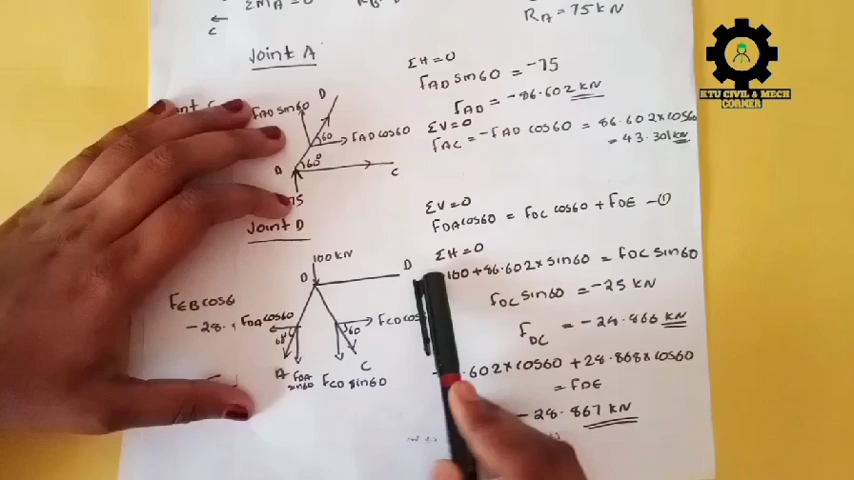 ΣMA = 0
RA = 75 kN
C
Joint A
ΣH = 0
FAD sin60 = -75
FAD = -86.602 kN
ΣV = 0
FAC = -FAD cos60 = 86.602 x cos60
= 43.301 kN
D
FAD sin60
60
FAD cos60
60°
A
C
75
Joint D
ΣV = 0
FDA cos60 = FDC cos60 + FDE —①
ΣH = 0
100 + 86.602 x sin60 = FDC sin60
FDC sin60 = -25 kN
FDC = -28.866 kN
.602 x cos60 + 28.868 x cos60
= FDE
-28.867 kN
100 kN
D
D
FEB cos6
-28.
FDA cos60
60
FCD cos
60
A
FDA sin60
FCD sin60
C
KTU CIVIL & MECH
CORNER